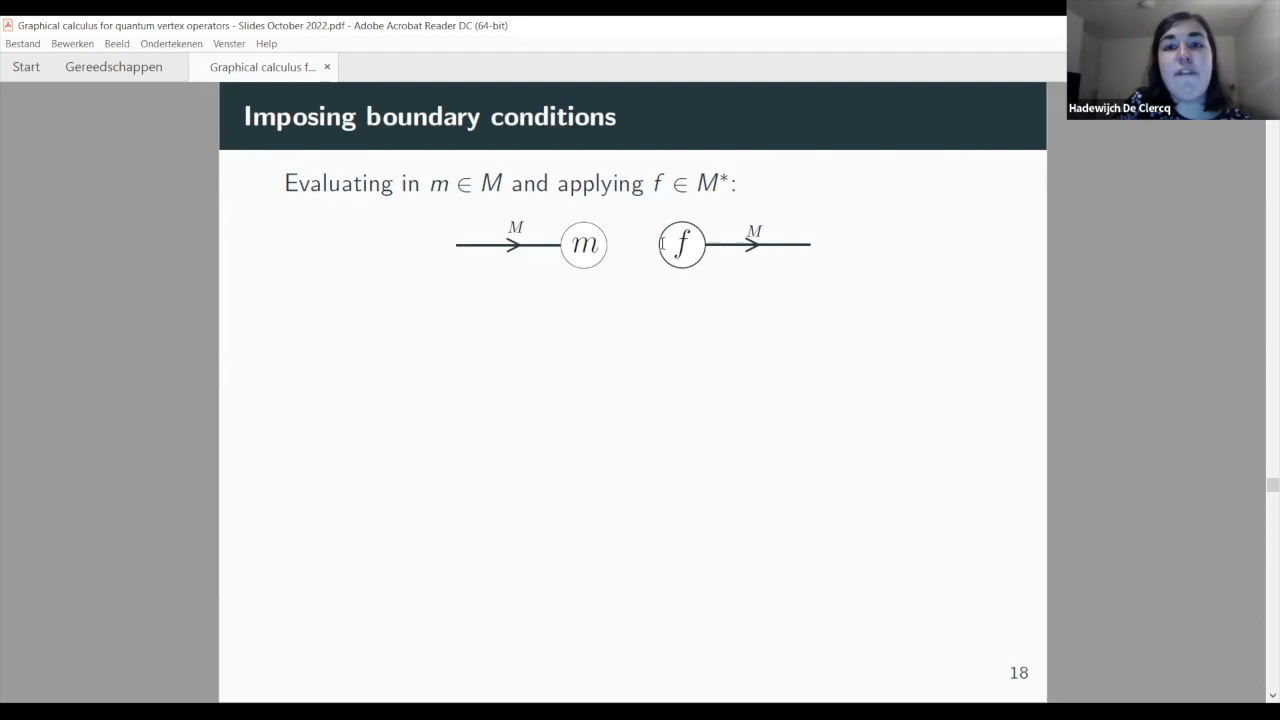 Graphical calculus for quantum vertex operators - Slides October 2022.pdf - Adobe Acrobat Reader DC (64-bit)
Bestand Bewerken Beeld Ondertekenen Venster Help
Start Gereedschappen Graphical calculus f... ×
Hadewijch De Clercq
Imposing boundary conditions
Evaluating in m ∈ M and applying f ∈ M*:
M M
m f
18